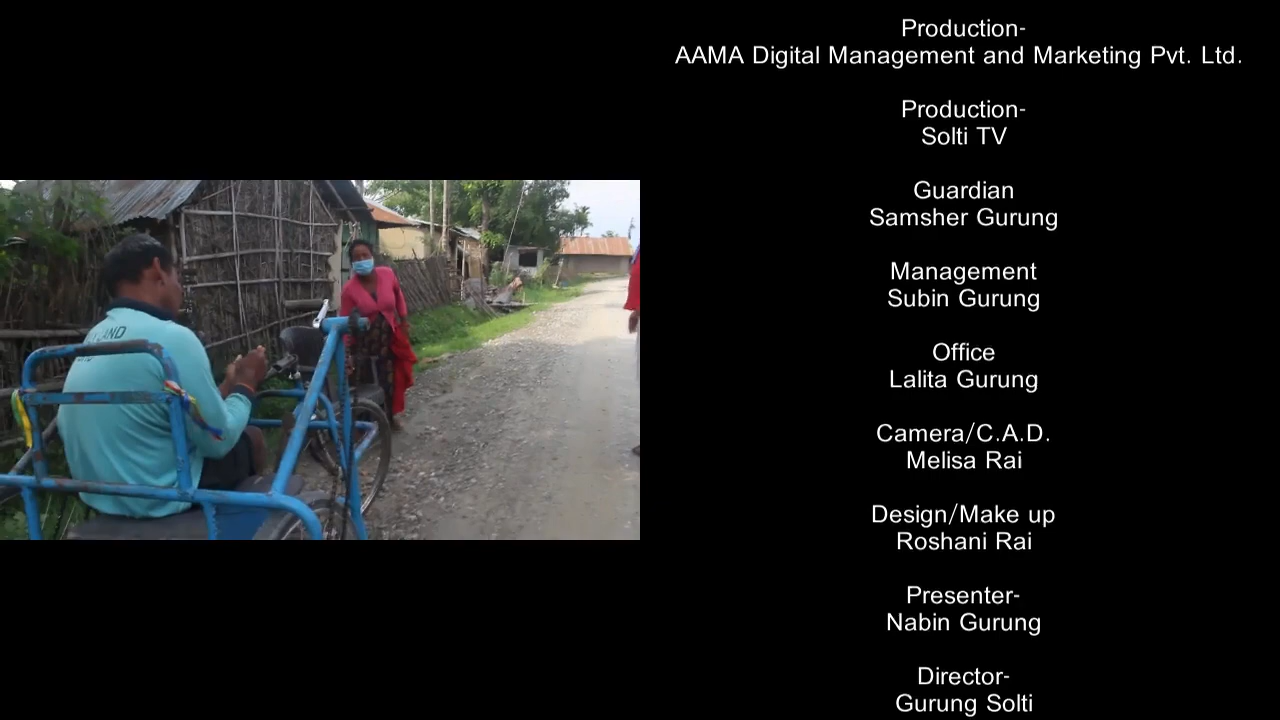 Production-
AAMA Digital Management and Marketing Pvt. Ltd.
Production-
Solti TV
Guardian
Samsher Gurung
Management
Subin Gurung
Office
Lalita Gurung
Camera/C.A.D.
Melisa Rai
Design/Make up
Roshani Rai
Presenter-
Nabin Gurung
Director-
Gurung Solti